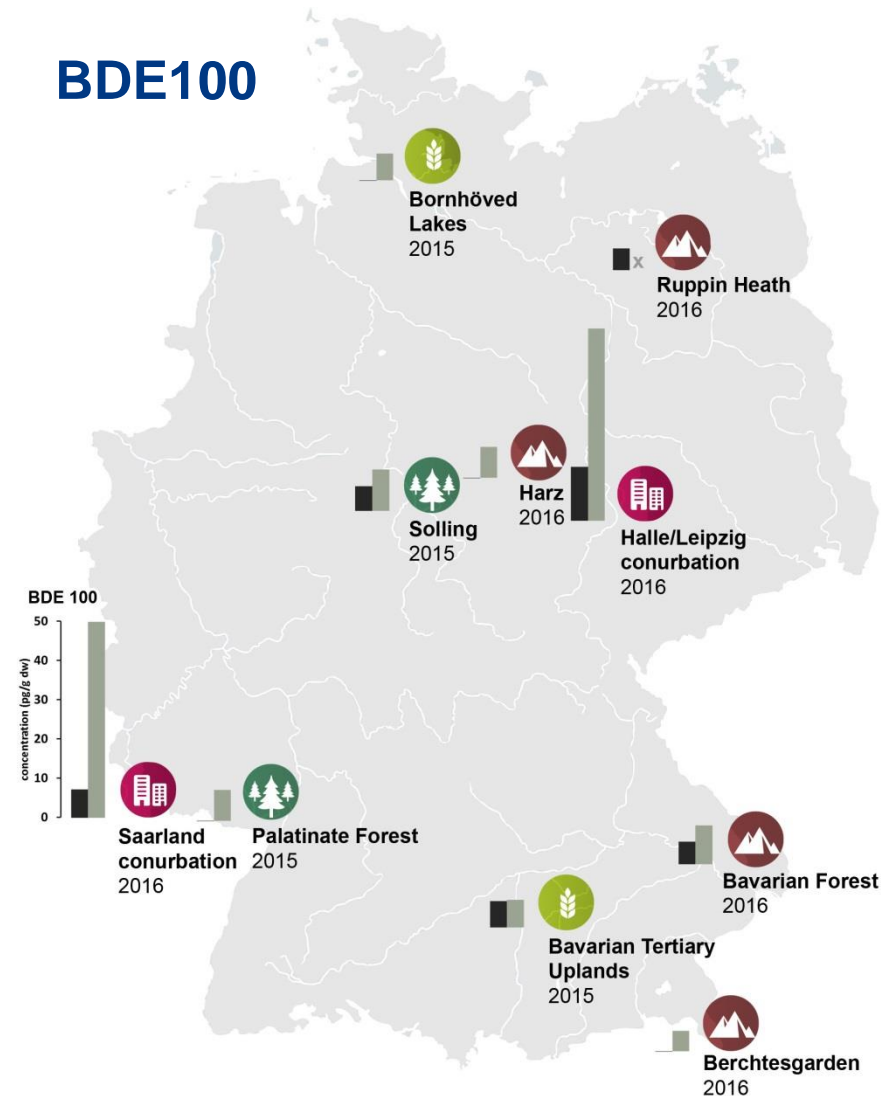 BDE100
Bornhöved
Lakes
2015
x
Ruppin Heath
2016
Harz
2016
Solling
2015
Halle/Leipzig
conurbation
2016
BDE 100
concentration (pg/g dw)
50
40
30
20
10
0
Saarland
conurbation
2016
Palatinate Forest
2015
Bavarian Forest
2016
Bavarian Tertiary
Uplands
2015
Berchtesgarden
2016